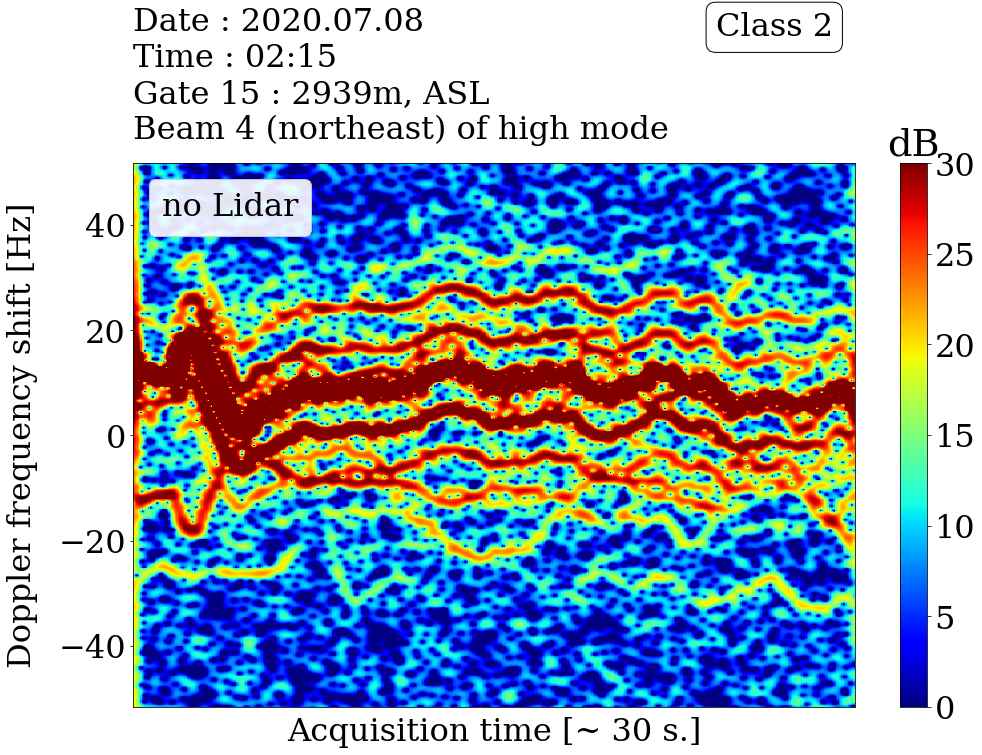 Date : 2020.07.08
Time : 02:15
Gate 15 : 2939m, ASL
Beam 4 (northeast) of high mode
Class 2
dB
no Lidar
Doppler frequency shift [Hz]
40
20
0
−20
−40
30
25
20
15
10
5
0
Acquisition time [~ 30 s.]